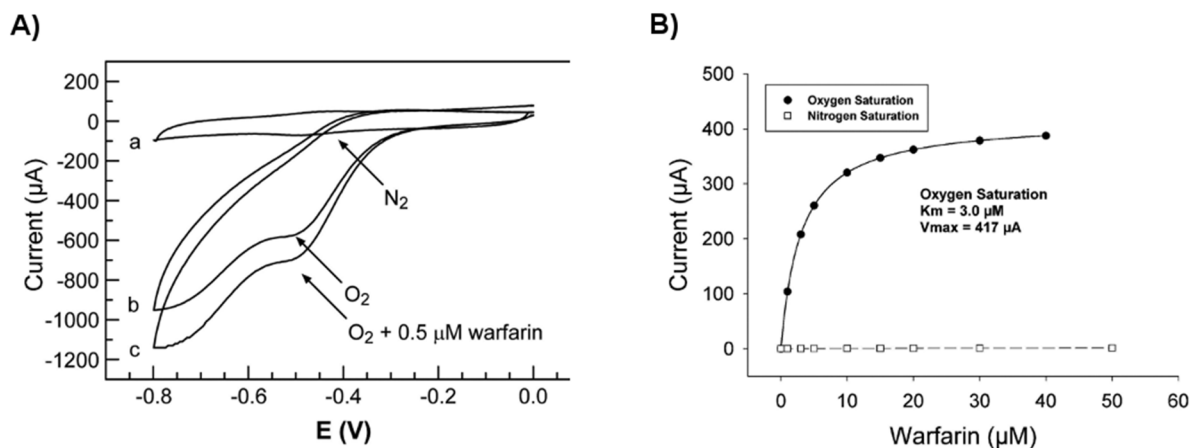 A)
200
0
-200
-400
-600
-800
-1000
-1200
Current (µA)
a
b
c
N2
O2
O2 + 0.5 µM warfarin
-0.8
-0.6
-0.4
-0.2
0.0
E (V)
B)
500
400
300
200
100
0
Current (µA)
Oxygen Saturation
Nitrogen Saturation
Oxygen Saturation
Km = 3.0 µM
Vmax = 417 µA
0
10
20
30
40
50
60
Warfarin (µM)